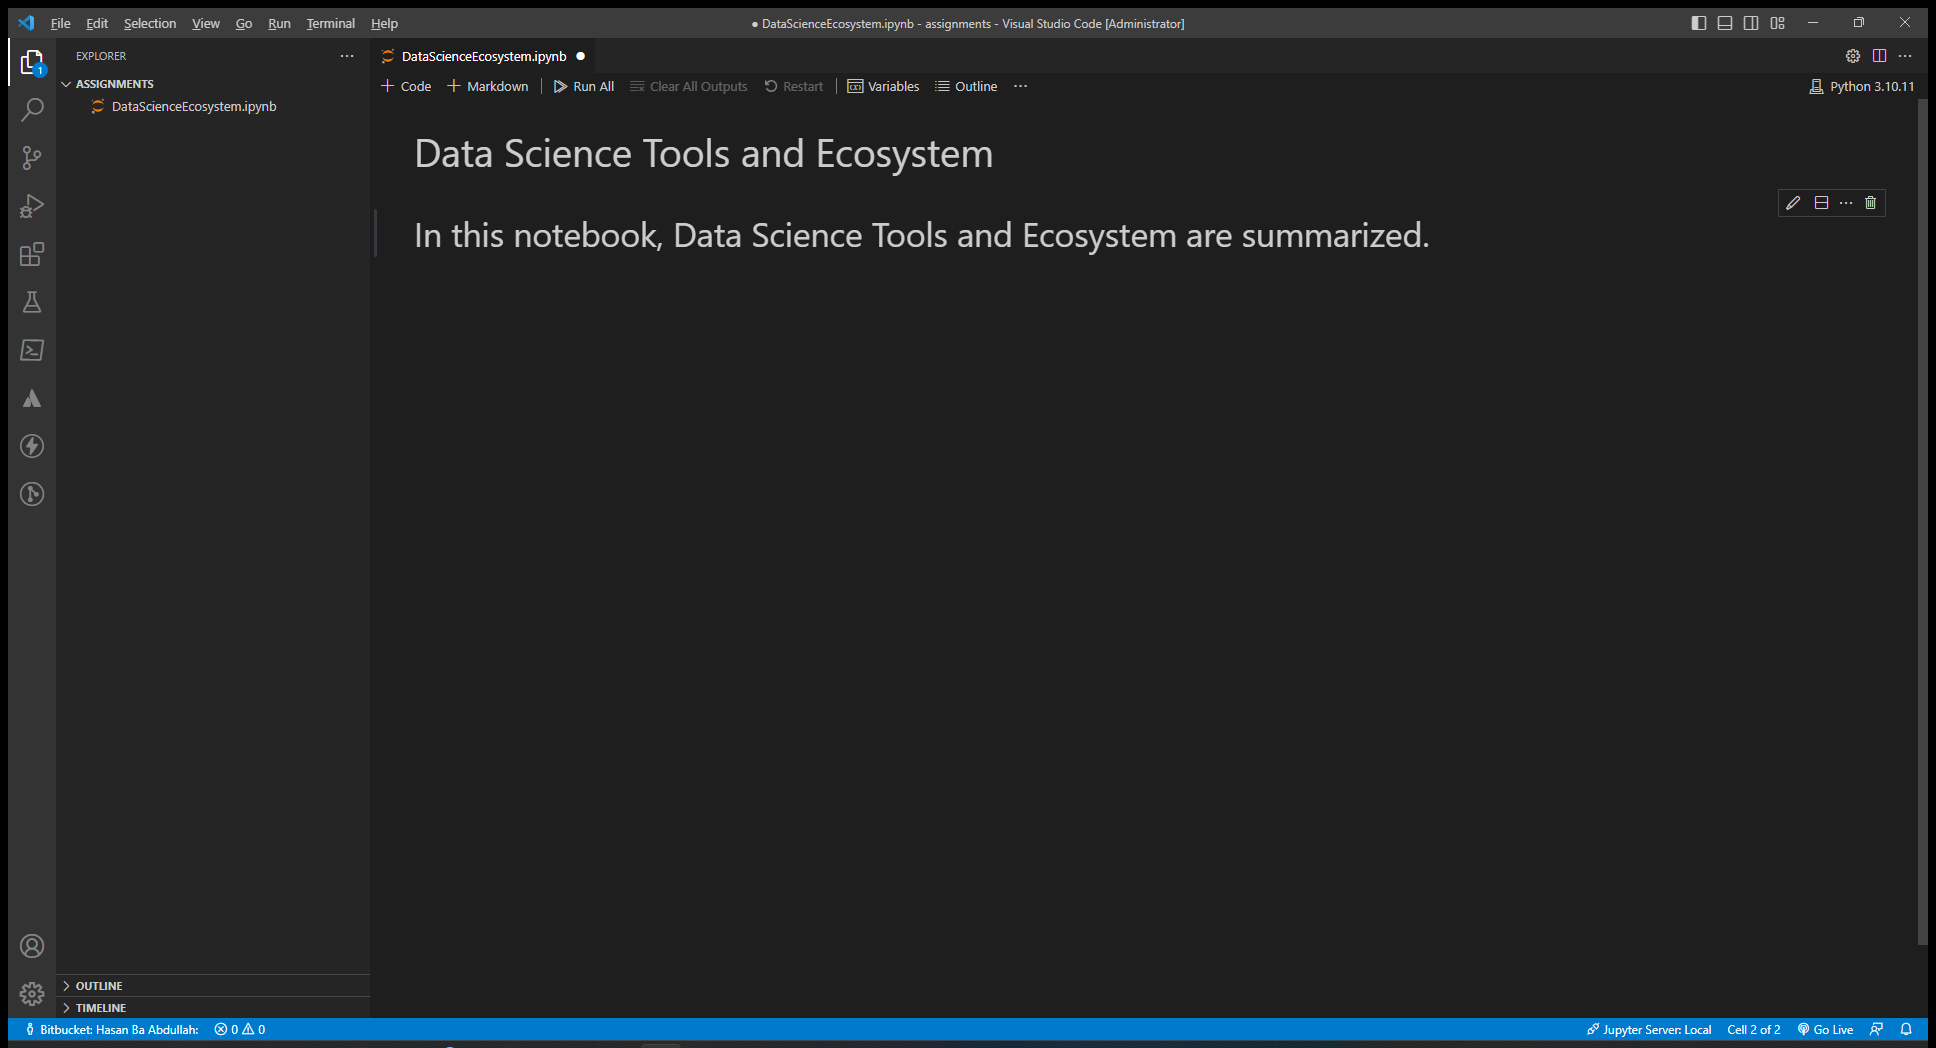 File Edit Selection View Go Run Terminal Help
● DataScienceEcosystem.ipynb - assignments - Visual Studio Code [Administrator]
EXPLORER
1
ASSIGNMENTS
DataScienceEcosystem.ipynb
DataScienceEcosystem.ipynb
Code Markdown Run All Clear All Outputs Restart Variables Outline
Python 3.10.11
Data Science Tools and Ecosystem
In this notebook, Data Science Tools and Ecosystem are summarized.
OUTLINE
TIMELINE
Bitbucket: Hasan Ba Abdullah: 0 0
Jupyter Server: Local Cell 2 of 2 Go Live